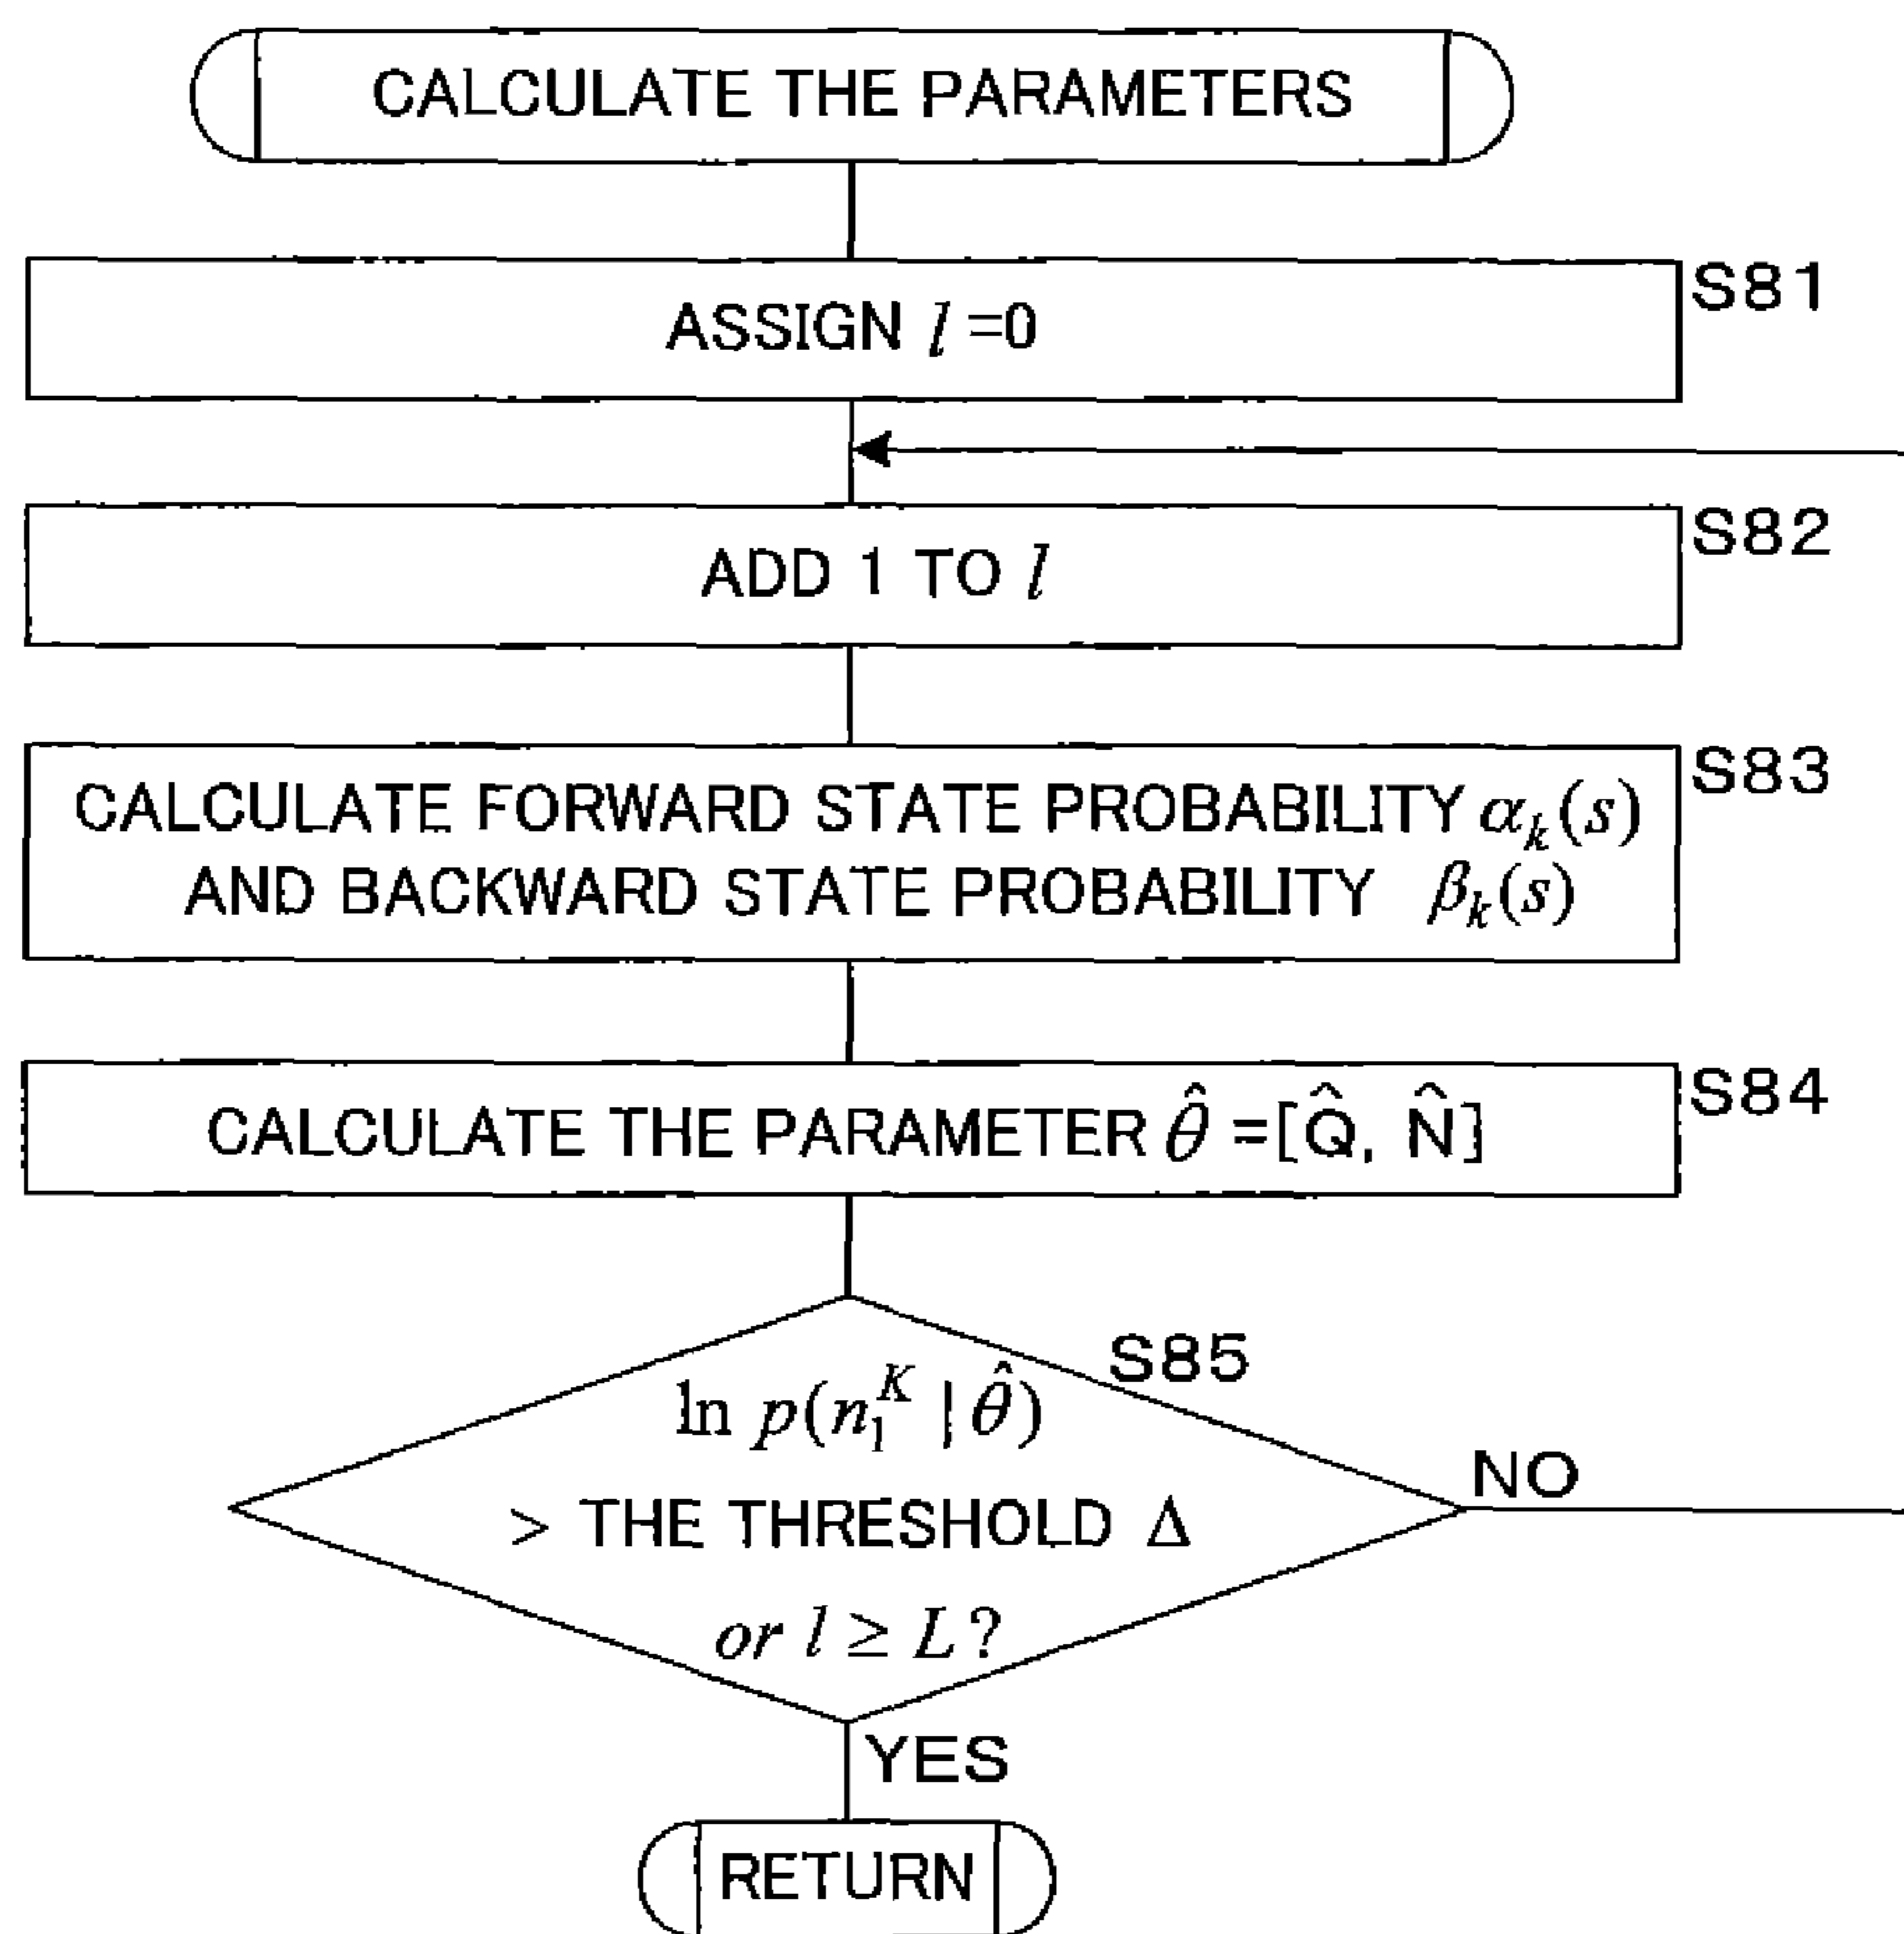 CALCULATE THE PARAMETERS
ASSIGN l =0
S81
ADD 1 TO l
S82
CALCULATE FORWARD STATE PROBABILITY αₖ(s)
AND BACKWARD STATE PROBABILITY βₖ(s)
S83
CALCULATE THE PARAMETER θ̂ =[Q̂, N̂]
S84
S85
ln p(n₁ᴷ | θ̂)
> THE THRESHOLD Δ
or l ≥ L ?
NO
YES
RETURN